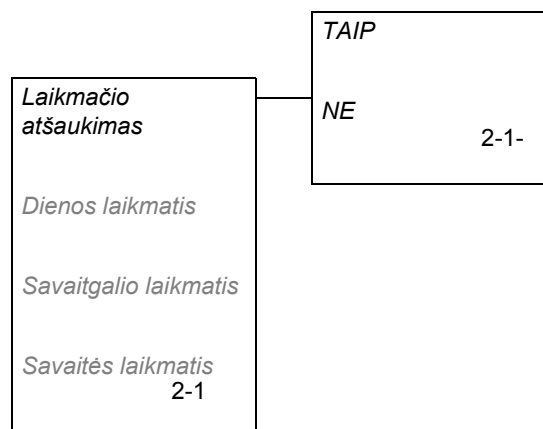 TAIP
NE
2-1-
Laikmačio
atšaukimas
Dienos laikmatis
Savaitgalio laikmatis
Savaitės laikmatis
2-1